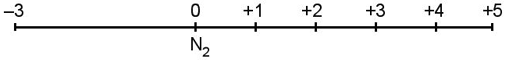 –3 0 +1 +2 +3 +4 +5
N₂